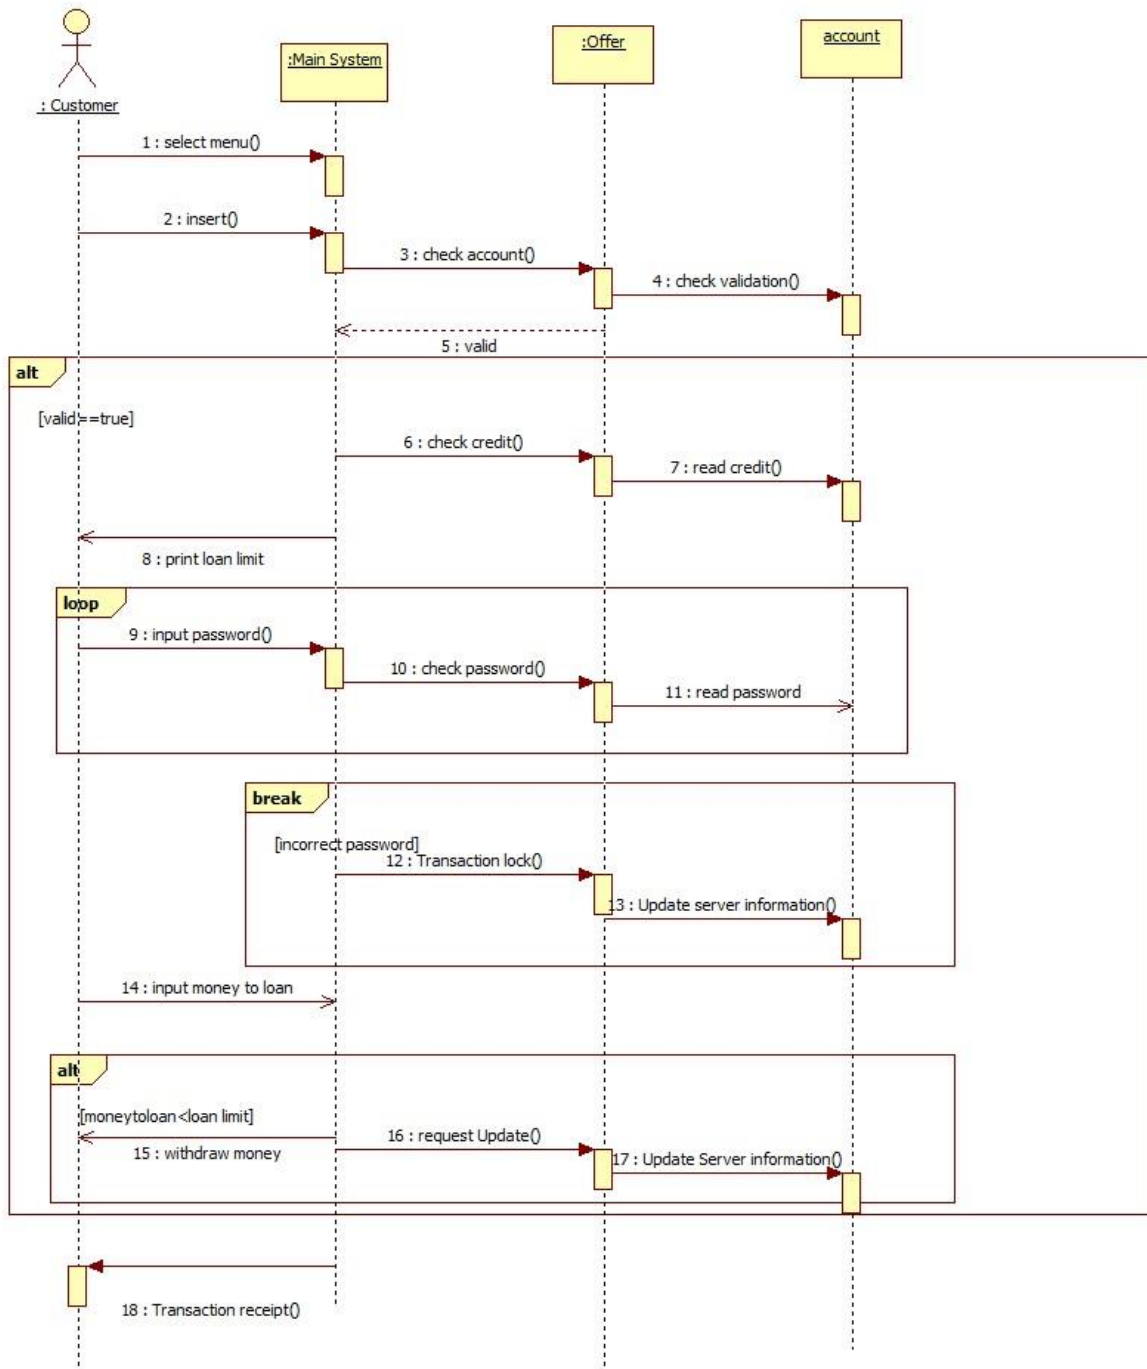 : Customer
:Main System
:Offer
account
1 : select menu()
2 : insert()
3 : check account()
4 : check validation()
5 : valid
alt
[valid==true]
6 : check credit()
7 : read credit()
8 : print loan limit
loop
9 : input password()
10 : check password()
11 : read password
break
[incorrect password]
12 : Transaction lock()
13 : Update server information()
14 : input money to loan
alt
[moneytoloan<loan limit]
15 : withdraw money
16 : request Update()
17 : Update Server information()
18 : Transaction receipt()